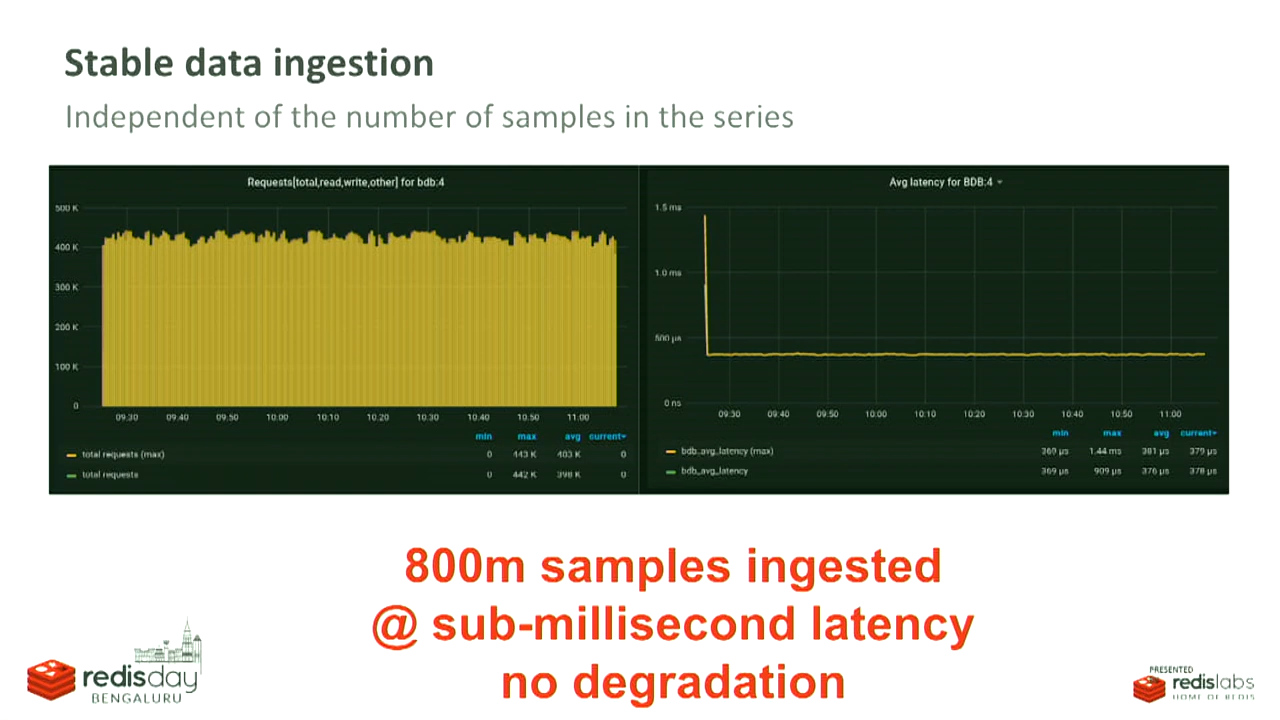 Stable data ingestion
Independent of the number of samples in the series
Requests[total,read,write,other] for bdb:4
500 K
400 K
300 K
200 K
100 K
0
09:30 09:40 09:50 10:00 10:10 10:20 10:30 10:40 10:50 11:00
min max avg current
total requests (max) 0 443 K 403 K 0
total requests 0 442 K 398 K 0
Avg latency for BDB:4
1.5 ms
1.0 ms
500 µs
0 ns
09:30 09:40 09:50 10:00 10:10 10:20 10:30 10:40 10:50 11:00
min max avg current
bdb_avg_latency (max) 369 µs 1.44 ms 381 µs 379 µs
bdb_avg_latency 369 µs 909 µs 376 µs 378 µs
800m samples ingested
@ sub-millisecond latency
no degradation
redisday
BENGALURU
PRESENTED
redislabs
HOME OF REDIS